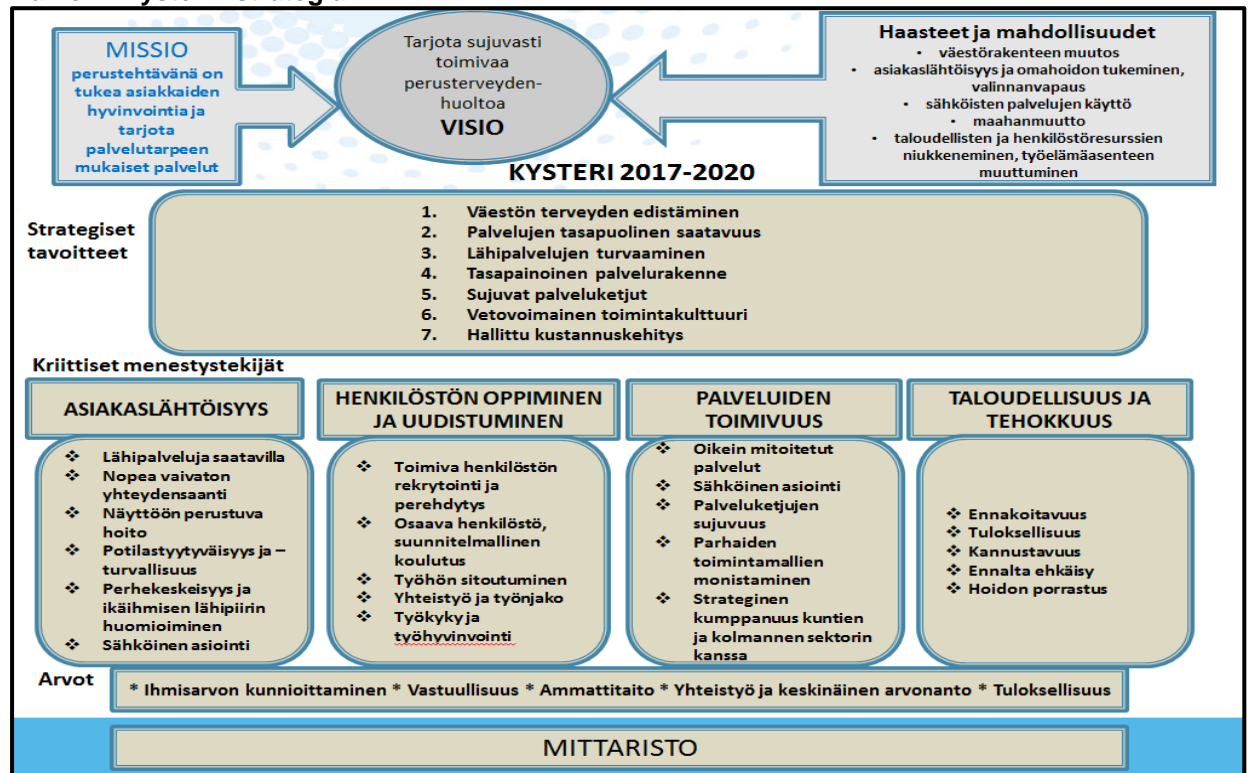 MISSIO
perustehtävänä on
tukea asiakkaiden
hyvinvointia ja
tarjota
palvelutarpeen
mukaiset palvelut
Tarjota sujuvasti
toimivaa
perusterveyden-
huoltoa
VISIO
Haasteet ja mahdollisuudet
• väestörakenteen muutos
• asiakaslähtöisyys ja omahoidon tukeminen,
valinnanvapaus
• sähköisten palvelujen käyttö
• maahanmuutto
• taloudellisten ja henkilöstöresurssien
niukkeneminen, työelämäasenteen
muuttuminen
KYSTERI 2017-2020
Strategiset
tavoitteet
1. Väestön terveyden edistäminen
2. Palvelujen tasapuolinen saatavuus
3. Lähipalvelujen turvaaminen
4. Tasapainoinen palvelurakenne
5. Sujuvat palveluketjut
6. Vetovoimainen toimintakulttuuri
7. Hallittu kustannuskehitys
Kriittiset menestystekijät
ASIAKASLÄHTÖISYYS
❖ Lähipalveluja saatavilla
❖ Nopea vaivaton
yhteydensaanti
❖ Näyttöön perustuva
hoito
❖ Potilastyytyväisyys ja –
turvallisuus
❖ Perhekeskeisyys ja
ikäihmisen lähipiirin
huomioiminen
❖ Sähköinen asiointi
HENKILÖSTÖN OPPIMINEN
JA UUDISTUMINEN
❖ Toimiva henkilöstön
rekrytointi ja
perehdytys
❖ Osaava henkilöstö,
suunnitelmallinen
koulutus
❖ Työhön sitoutuminen
❖ Yhteistyö ja työnjako
❖ Työkyky ja
työhyvinvointi
PALVELUIDEN
TOIMIVUUS
❖ Oikein mitoitetut
palvelut
❖ Sähköinen asiointi
❖ Palveluketjujen
sujuvuus
❖ Parhaiden
toimintamallien
monistaminen
❖ Strateginen
kumppanuus kuntien
ja kolmannen sektorin
kanssa
TALOUDELLISUUS JA
TEHOKKUUS
❖ Ennakoitavuus
❖ Tuloksellisuus
❖ Kannustavuus
❖ Ennalta ehkäisy
❖ Hoidon porrastus
Arvot
* Ihmisarvon kunnioittaminen * Vastuullisuus * Ammattitaito * Yhteistyö ja keskinäinen arvonanto * Tuloksellisuus
MITTARISTO